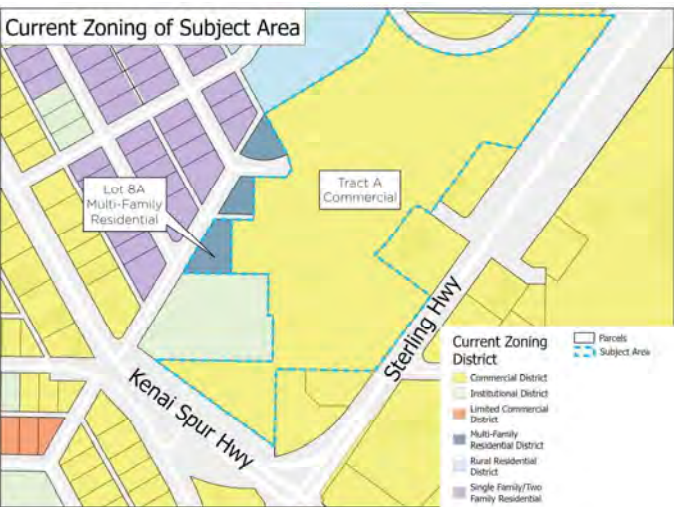 Current Zoning of Subject Area
Lot 8A
Multi-Family
Residential
Tract A
Commercial
Sterling Hwy
Kenai Spur Hwy
Current Zoning
District
Commercial District
Institutional District
Limited Commercial
District
Multi-Family
Residential District
Rural Residential
District
Single Family/Two
Family Residential
Parcels
Subject Area